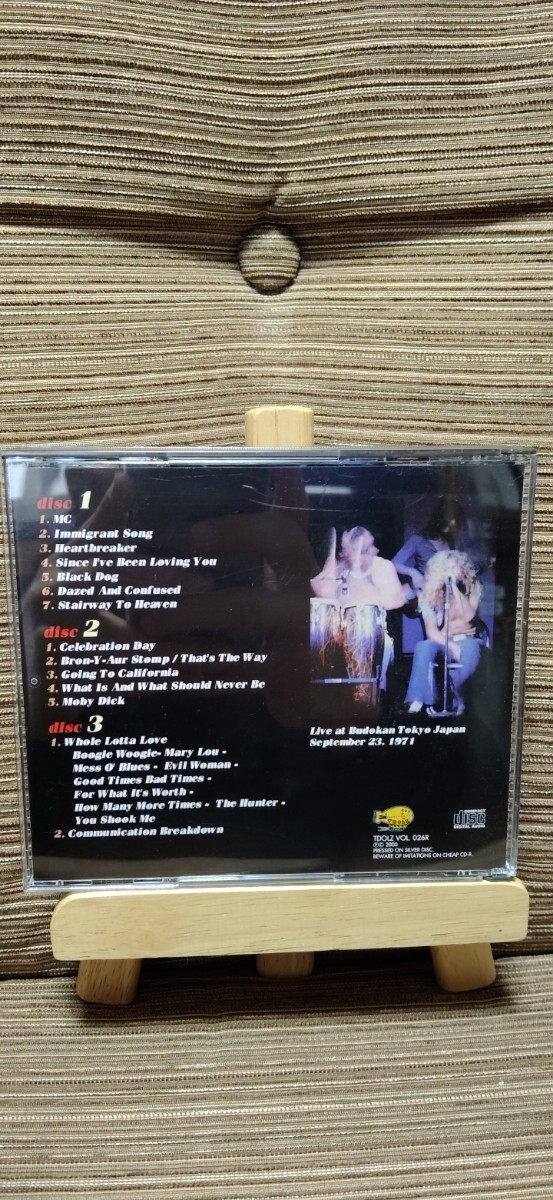 disc 1
1. MC
2. Immigrant Song
3. Heartbreaker
4. Since I've Been Loving You
5. Black Dog
6. Dazed And Confused
7. Stairway To Heaven
disc 2
1. Celebration Day
2. Bron-Y-Aur Stomp / That's The Way
3. Going To California
4. What Is And What Should Never Be
5. Moby Dick
disc 3
1. Whole Lotta Love
Boogie Woogie- Mary Lou -
Mess O' Blues - Evil Woman -
Good Times Bad Times -
For What It's Worth -
How Many More Times - The Hunter -
You Shook Me
2. Communication Breakdown
Live at Budokan Tokyo Japan
September 23, 1971
TDOLZ VOL. 026R
ⓅⒸ 2000
PRESSED ON SILVER DISC.
BEWARE OF IMITATIONS ON CHEAP CD-R.
COMPACT
disc
DIGITAL AUDIO